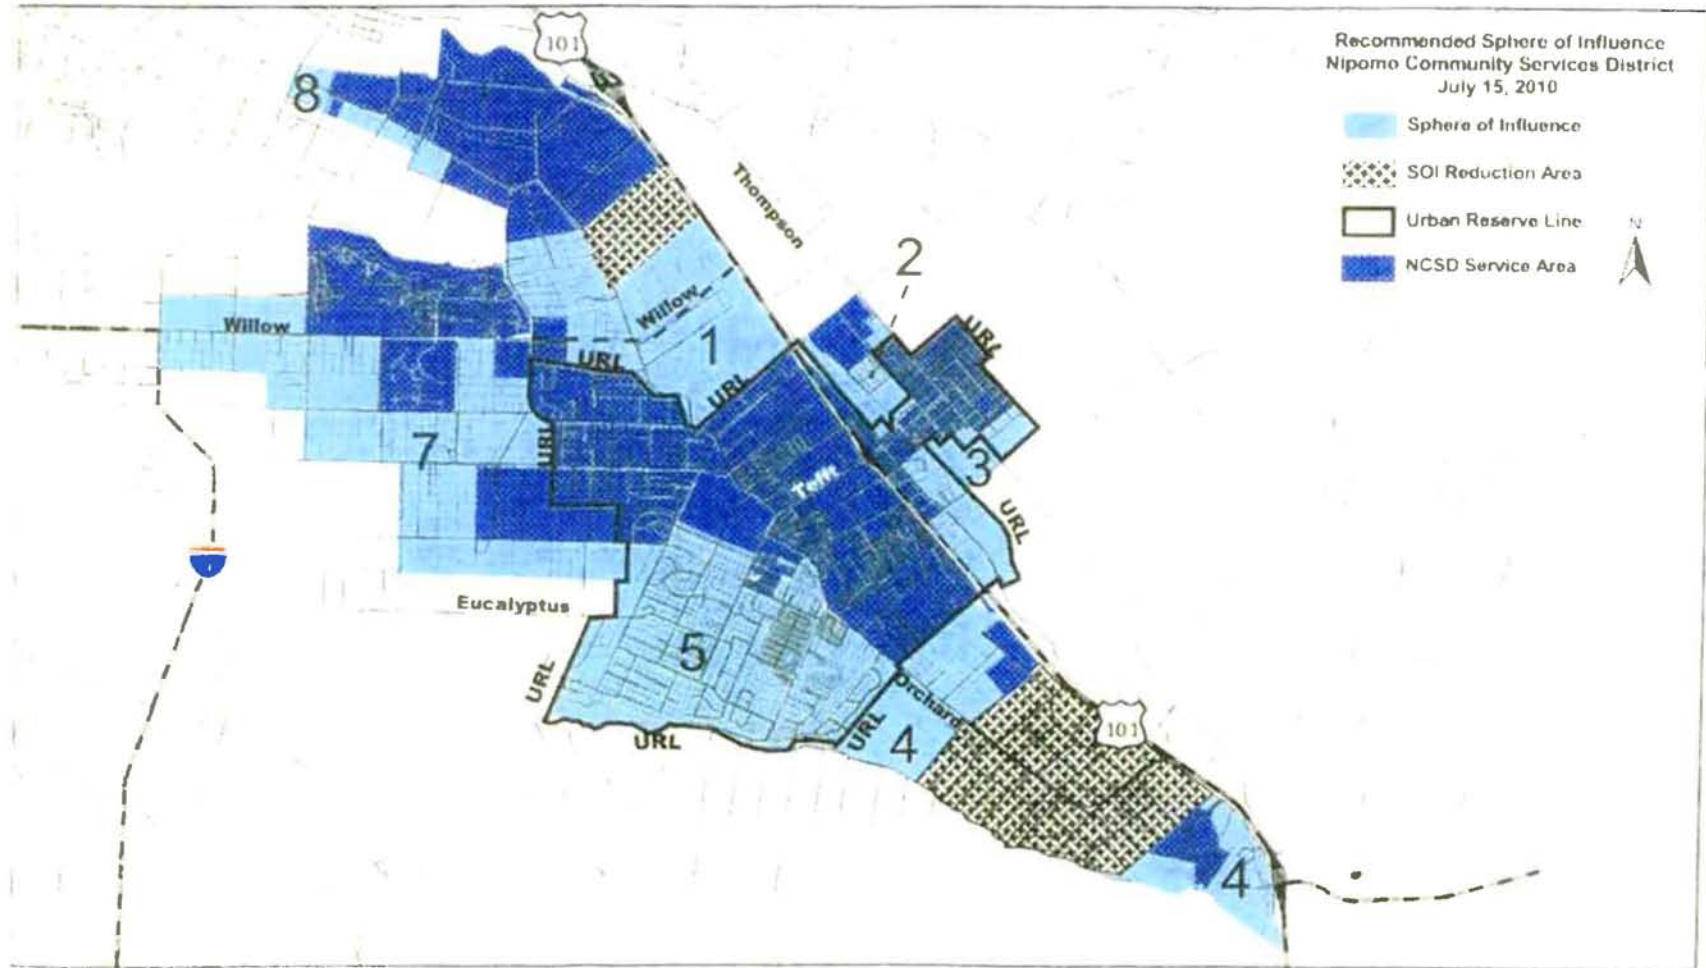 Recommended Sphere of Influence
Nipomo Community Services District
July 15, 2010
Sphere of Influence
SOI Reduction Area
Urban Reserve Line
N
NCSD Service Area
101
8
Thompson
2
Willow
Willow
1
URL
URL
URL
7
URL
3
Tefft
URL
Eucalyptus
5
URL
Orchard
URL
URL
4
101
4
1